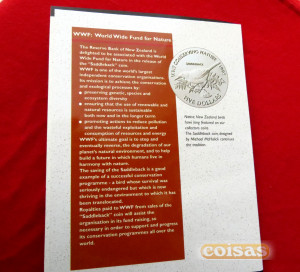 WWF: World Wide Fund for Nature
The Reserve Bank of New Zealand is
delighted to be associated with the World
Wide Fund for Nature in the release of
the "Saddleback" coin.
WWF is one of the world's largest
independent conservation organisations.
Its mission is to achieve the conservation
and ecological processes by:
preserving genetic, species and
ecosystem diversity
ensuring that the use of renewable and
natural resources is sustainable
both now and in the longer term.
promoting actions to reduce pollution
and the wasteful exploitation and
consumption of resources and energy
WWF's ultimate goal is to stop and
eventually reverse, the degradation of our
planet's natural environment, and to help
build a future in which humans live in
harmony with nature.
The saving of the Saddleback is a good
example of a successful conservation
programme - a bird whose survival was
seriously endangered but which is now
thriving in the environment to which it has
been translocated.
Royalties paid to WWF from sales of the
"Saddleback" coin will assist the
organisation in its fund raising, so
necessary in order to support and progress
its conservation programmes all over the
world.
CONSERVING NATURE
FIVE DOLLARS
Native New Zealand birds
have long featured on our
collectors coins.
The Saddleback coin, designed
by
continues
coisas